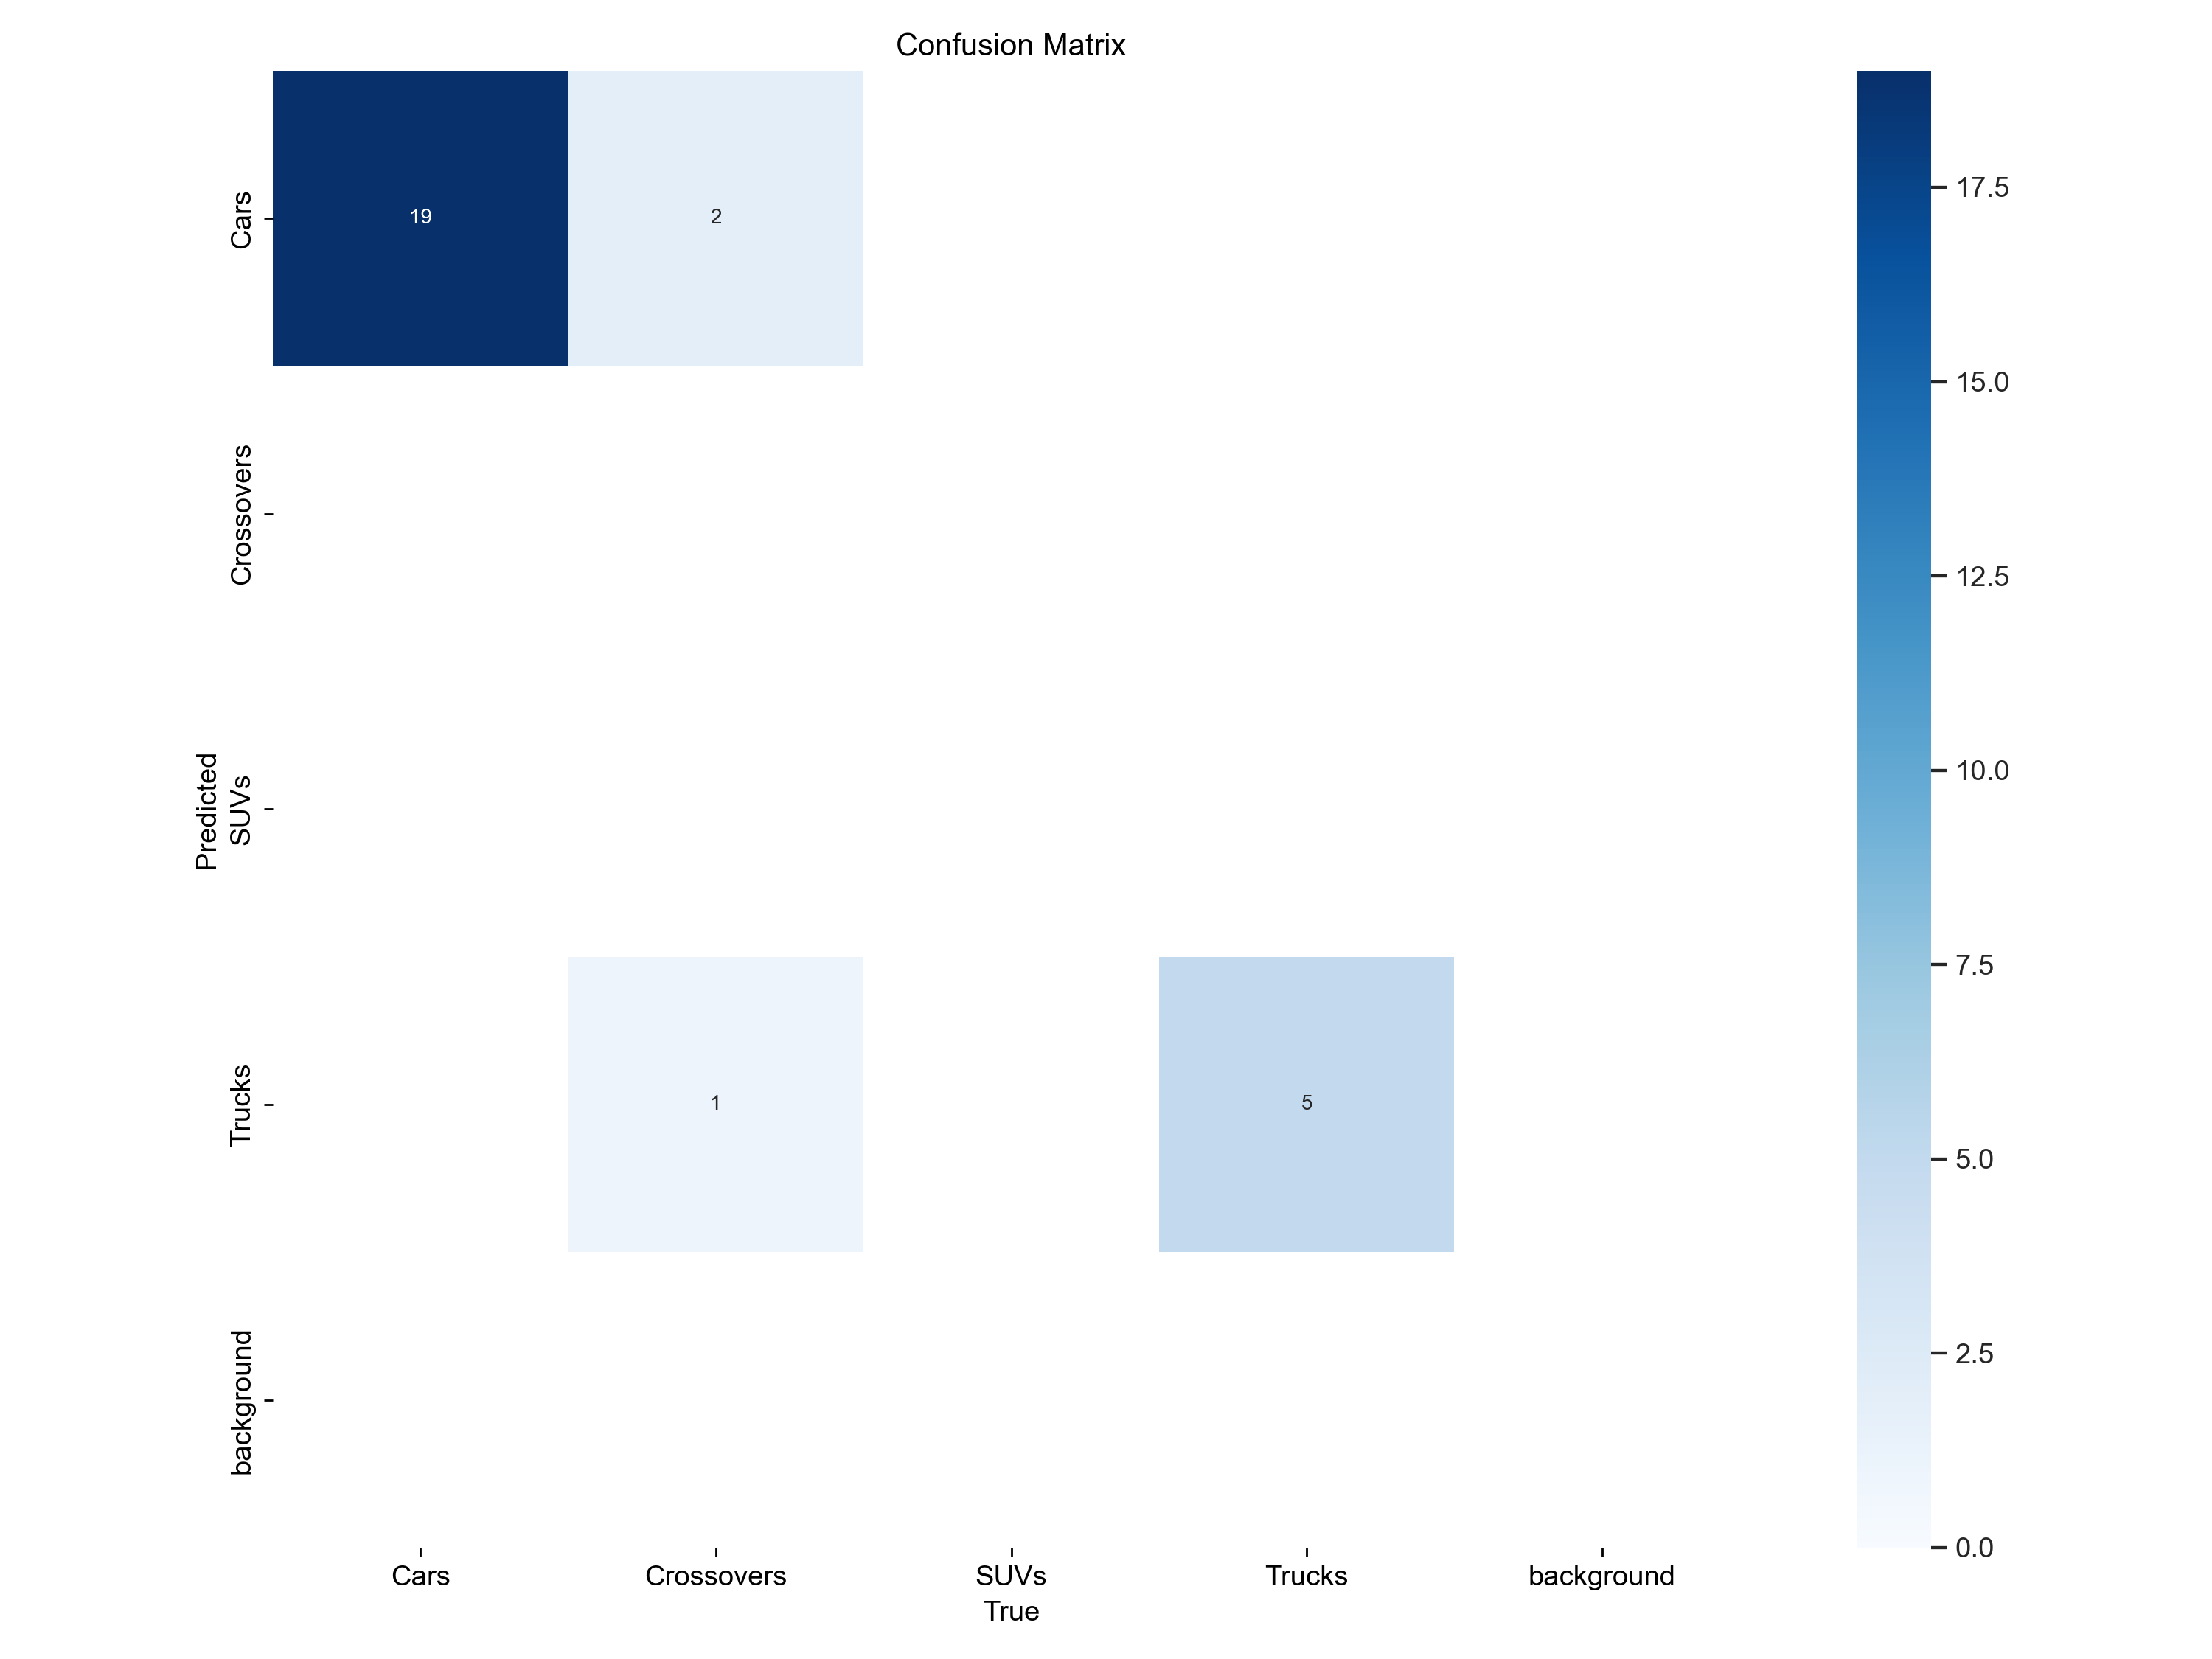 Confusion Matrix
Predicted
Cars
Crossovers
SUVs
Trucks
background
19
2
1
5
Cars
Crossovers
SUVs
Trucks
background
True
17.5
15.0
12.5
10.0
7.5
5.0
2.5
0.0